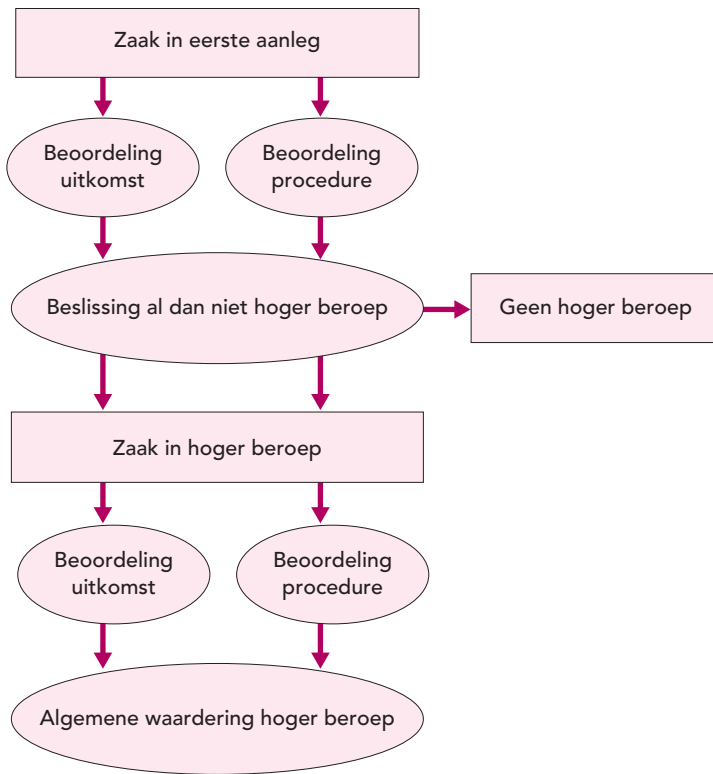 Zaak in eerste aanleg
Beoordeling
uitkomst
Beoordeling
procedure
Beslissing al dan niet hoger beroep
Geen hoger beroep
Zaak in hoger beroep
Beoordeling
uitkomst
Beoordeling
procedure
Algemene waardering hoger beroep